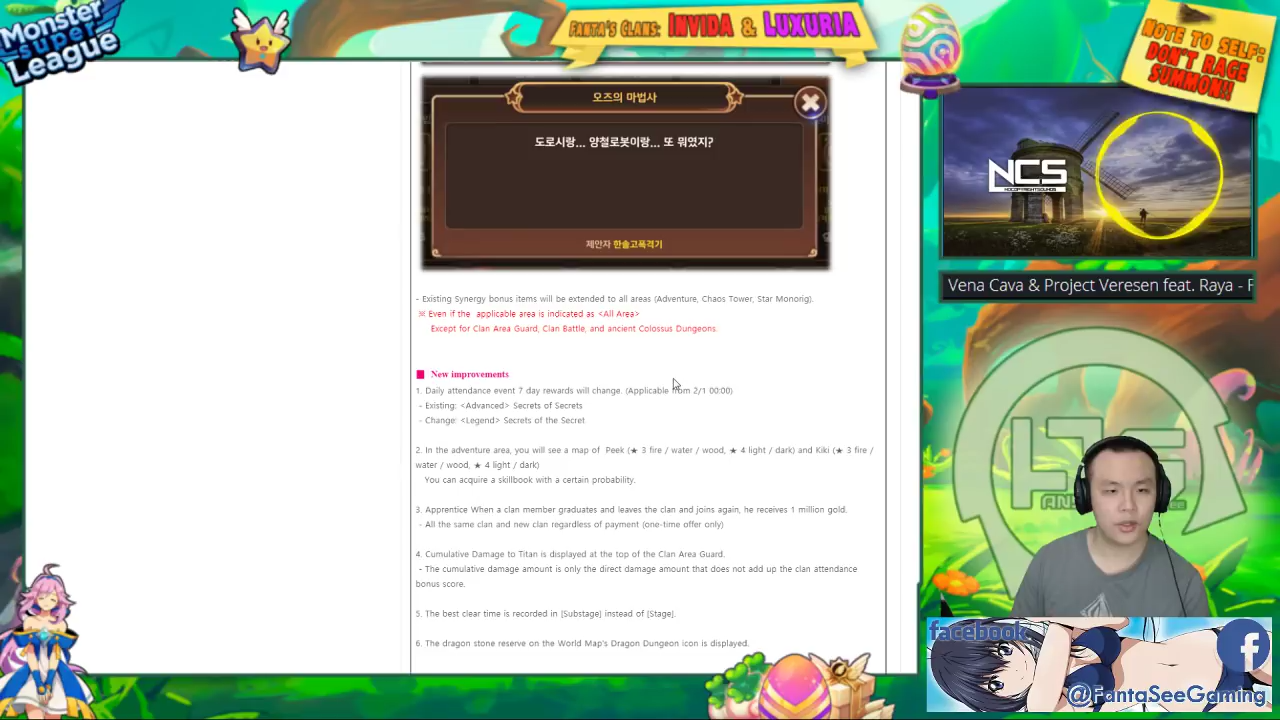 Monster
super
League
FANTA'S CLANS: INVIDA & LUXURIA
NOTE TO SELF:
DON'T RAGE
SUMMON!!
오즈의 마법사
도로시랑... 양철로봇이랑... 또 뭐였지?
제안자 한솔고폭격기
NCS
NOCOPYRIGHTSOUNDS
Vena Cava & Project Veresen feat. Raya - F
- Existing Synergy bonus items will be extended to all areas (Adventure, Chaos Tower, Star Monorig).
※ Even if the applicable area is indicated as <All Area>
Except for Clan Area Guard, Clan Battle, and ancient Colossus Dungeons.
■ New improvements
1. Daily attendance event 7 day rewards will change. (Applicable from 2/1 00:00)
- Existing: <Advanced> Secrets of Secrets
- Change: <Legend> Secrets of the Secret
2. In the adventure area, you will see a map of Peek (★ 3 fire / water / wood, ★ 4 light / dark) and Kiki (★ 3 fire /
water / wood, ★ 4 light / dark)
You can acquire a skillbook with a certain probability.
3. Apprentice When a clan member graduates and leaves the clan and joins again, he receives 1 million gold.
- All the same clan and new clan regardless of payment (one-time offer only)
4. Cumulative Damage to Titan is displayed at the top of the Clan Area Guard.
- The cumulative damage amount is only the direct damage amount that does not add up the clan attendance
bonus score.
5. The best clear time is recorded in [Substage] instead of [Stage].
6. The dragon stone reserve on the World Map's Dragon Dungeon icon is displayed.
facebook
f
@FantaSeeGaming